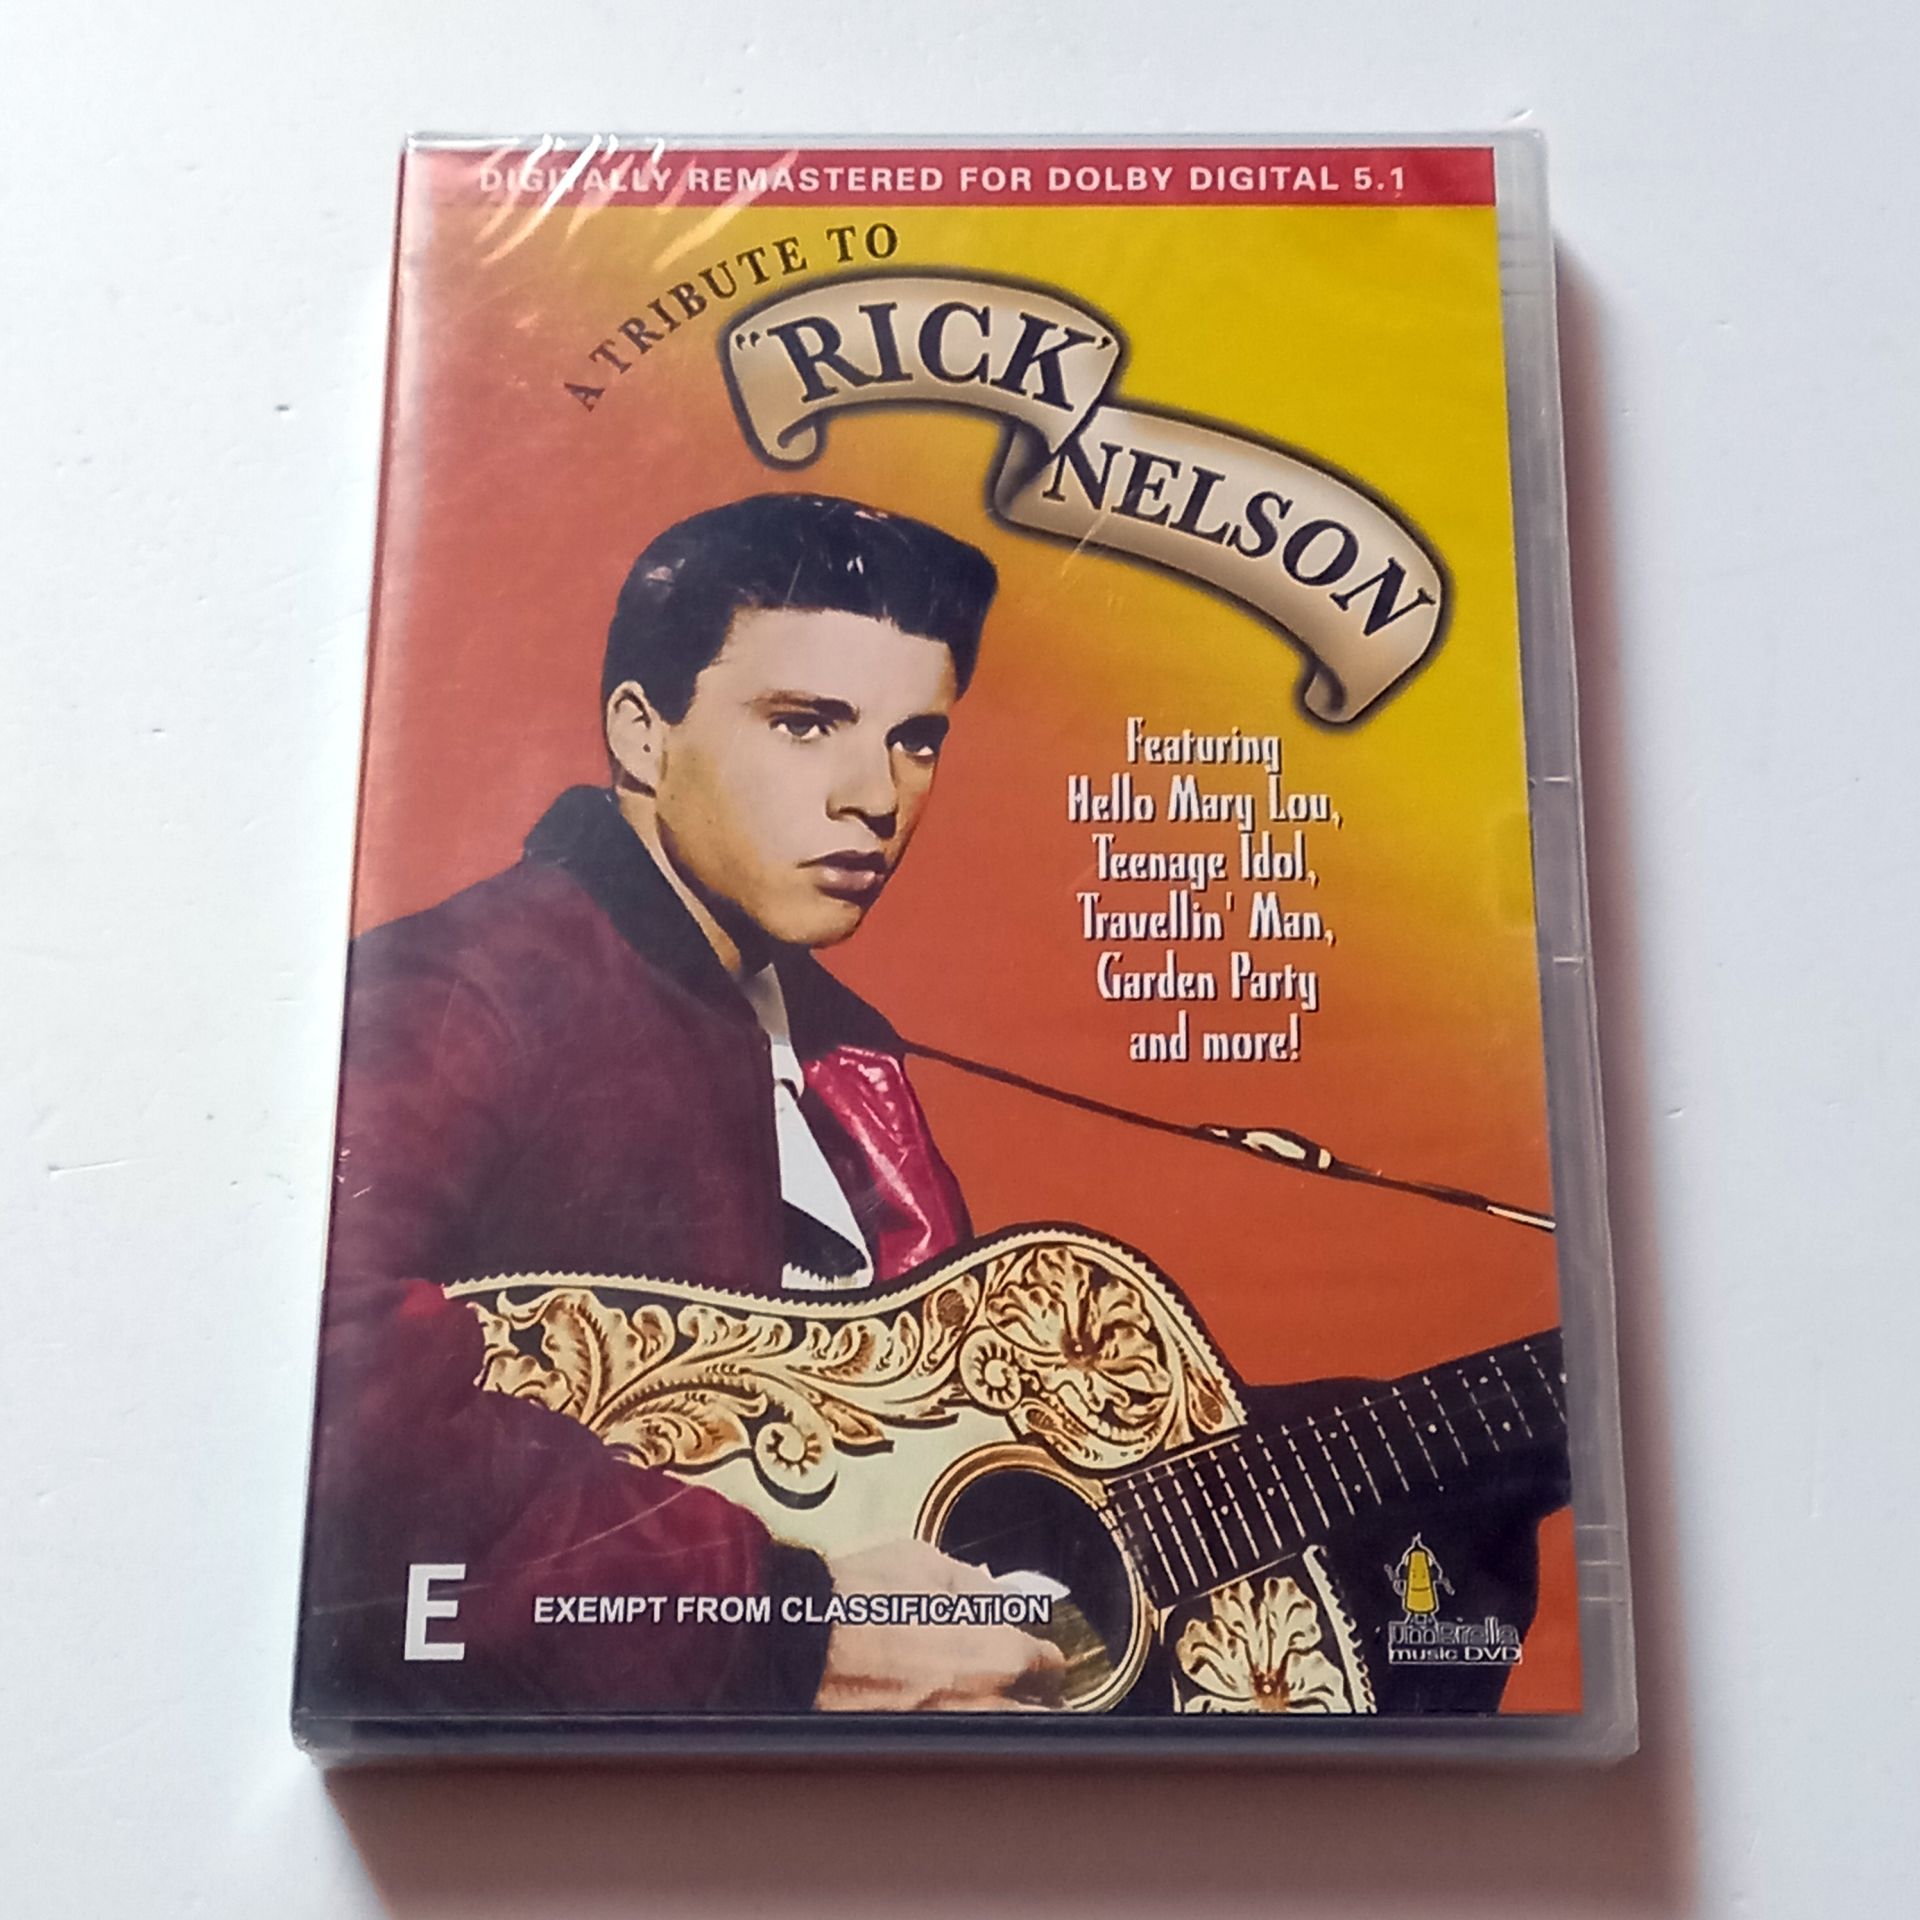 DIGITALLY REMASTERED FOR DOLBY DIGITAL 5.1
A TRIBUTE TO
"RICK"
NELSON
Featuring
Hello Mary Lou,
Teenage Idol,
Travellin' Man,
Garden Party
and more!
E EXEMPT FROM CLASSIFICATION
umbrella
music DVD